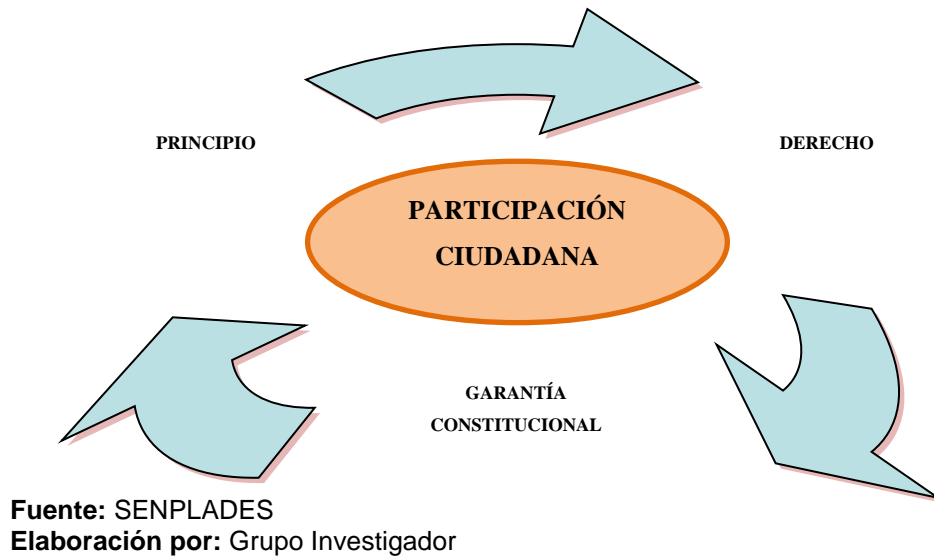 PRINCIPIO
DERECHO
PARTICIPACIÓN
CIUDADANA
GARANTÍA
CONSTITUCIONAL
Fuente: SENPLADES
Elaboración por: Grupo Investigador